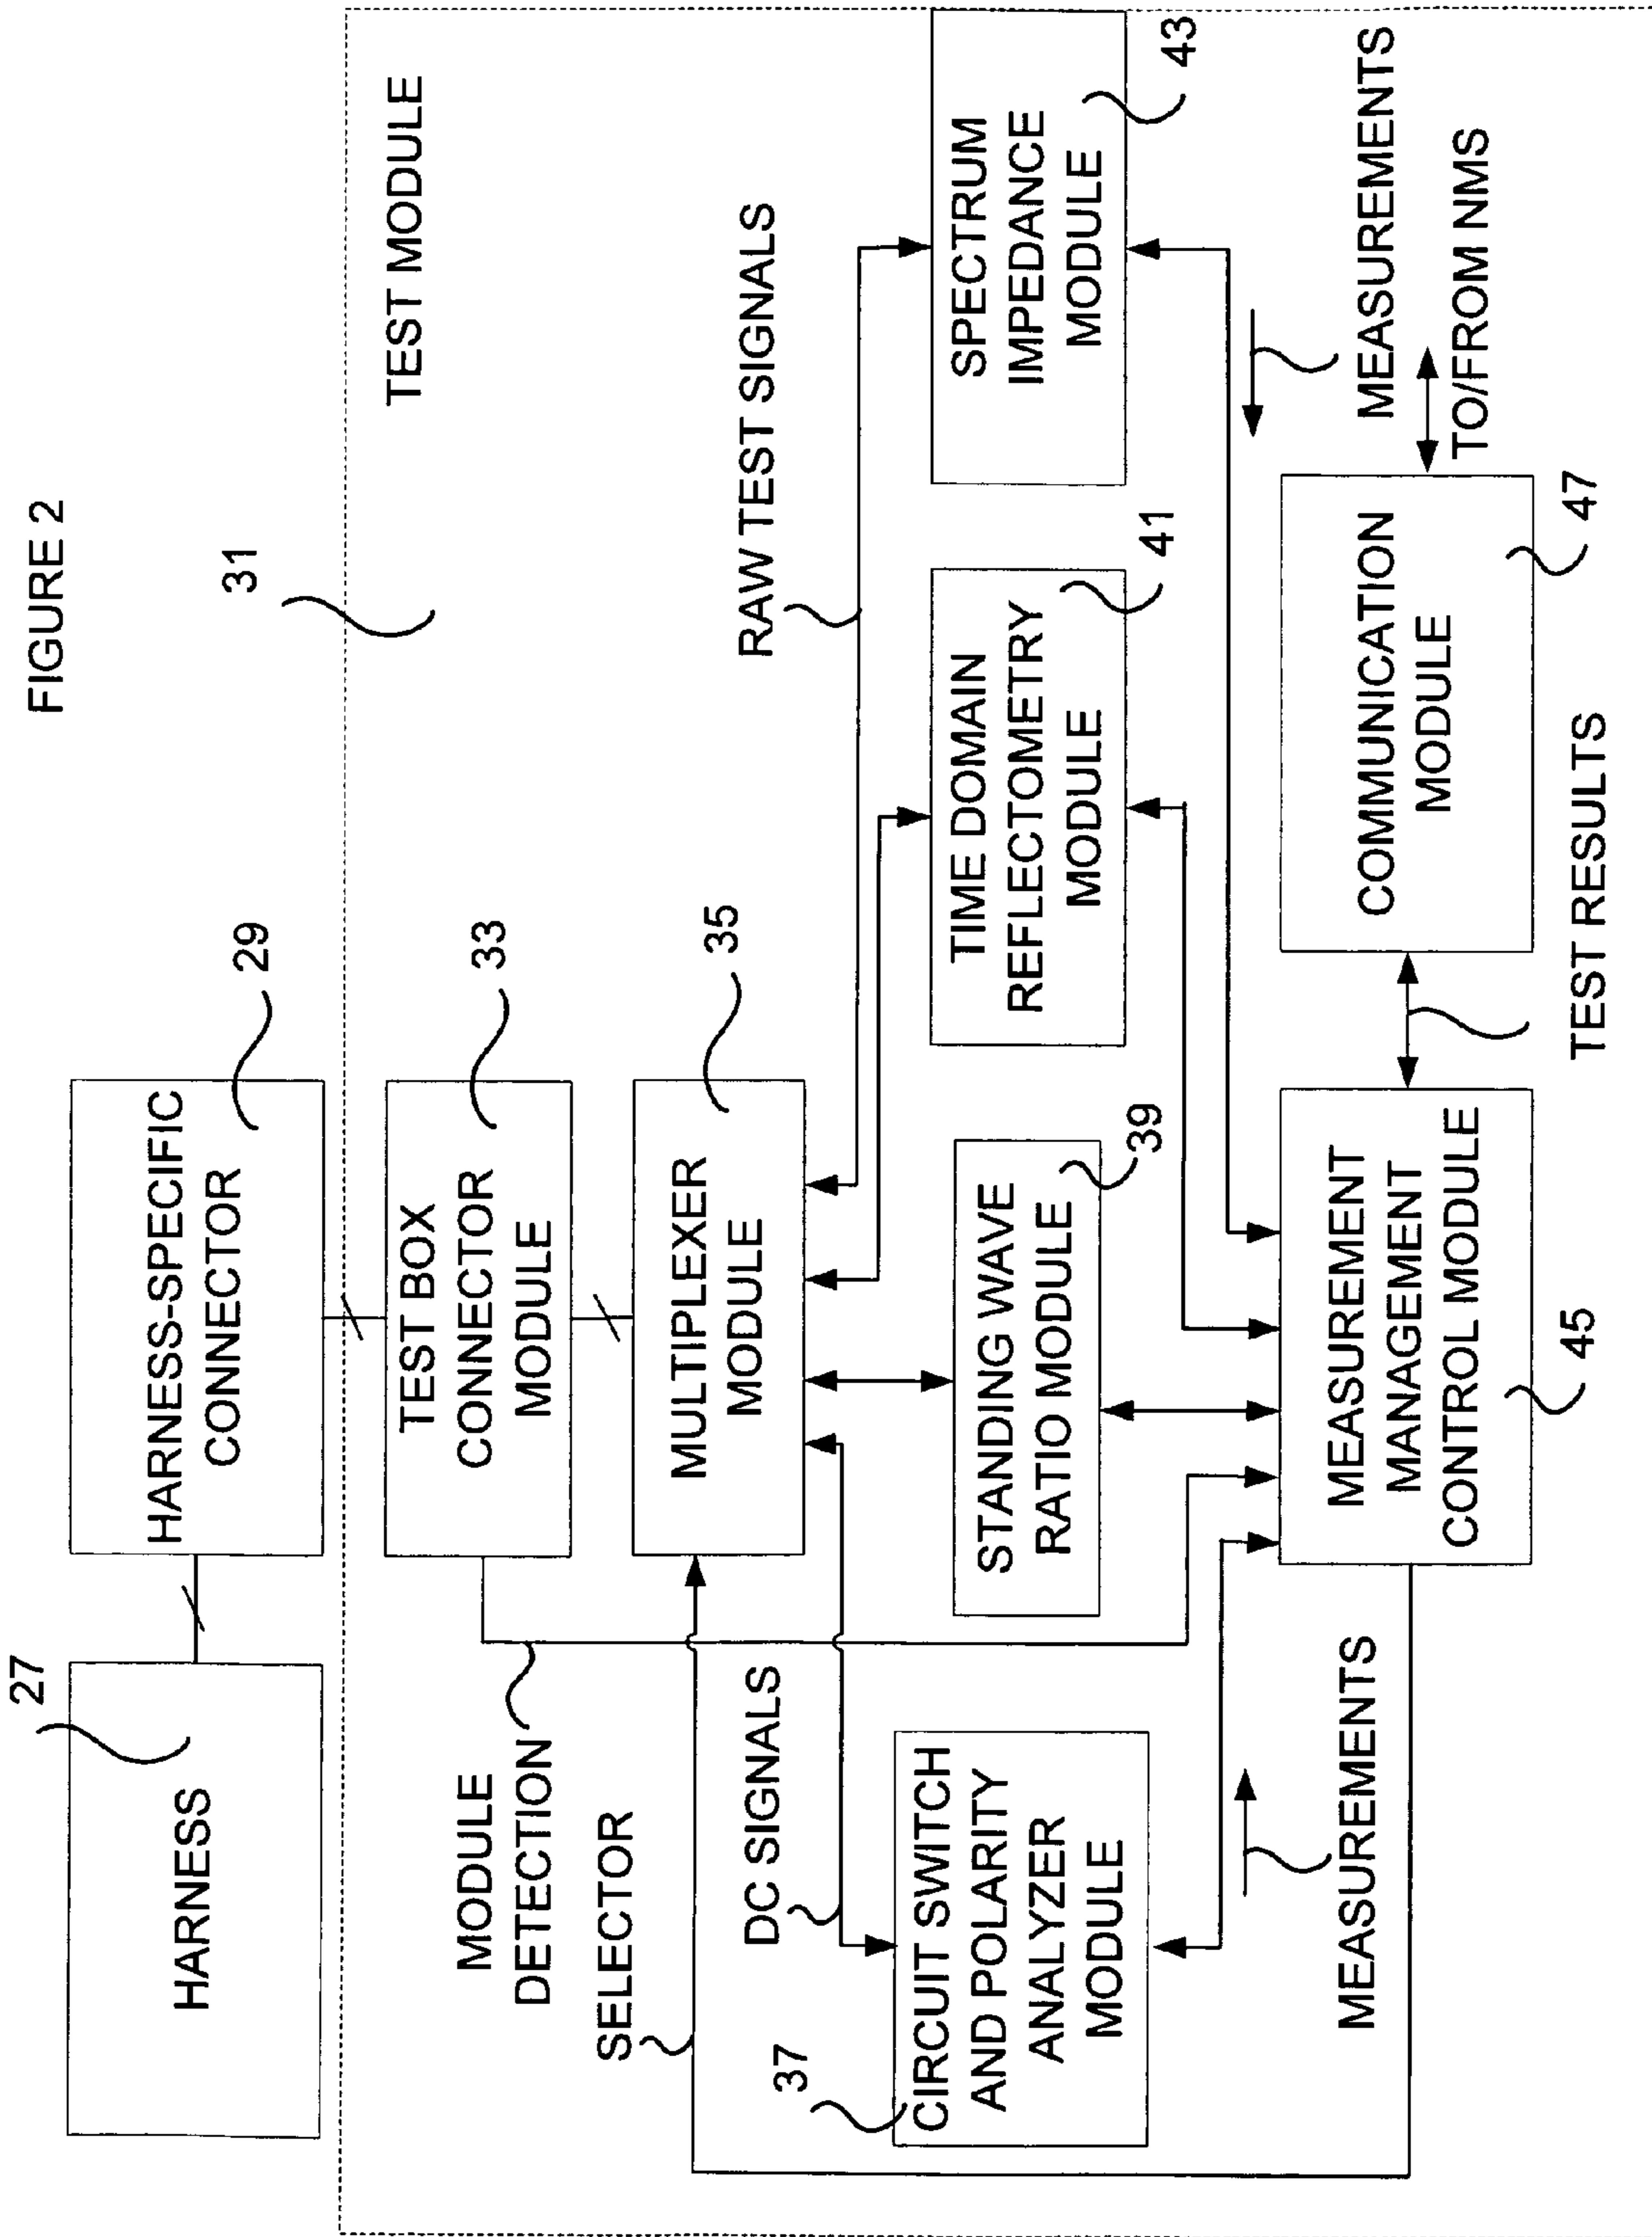 FIGURE 2
27
HARNESS
HARNESS-SPECIFIC
CONNECTOR
29
31
TEST MODULE
TEST BOX
CONNECTOR
MODULE
33
MODULE
DETECTION
SELECTOR
MULTIPLEXER
MODULE
35
DC SIGNALS
RAW TEST SIGNALS
37
CIRCUIT SWITCH
AND POLARITY
ANALYZER
MODULE
STANDING WAVE
RATIO MODULE
39
TIME DOMAIN
REFLECTOMETRY
MODULE
41
SPECTRUM
IMPEDANCE
MODULE
43
MEASUREMENTS
MEASUREMENT
MANAGEMENT
CONTROL MODULE
45
TEST RESULTS
COMMUNICATION
MODULE
47
MEASUREMENTS
TO/FROM NMS